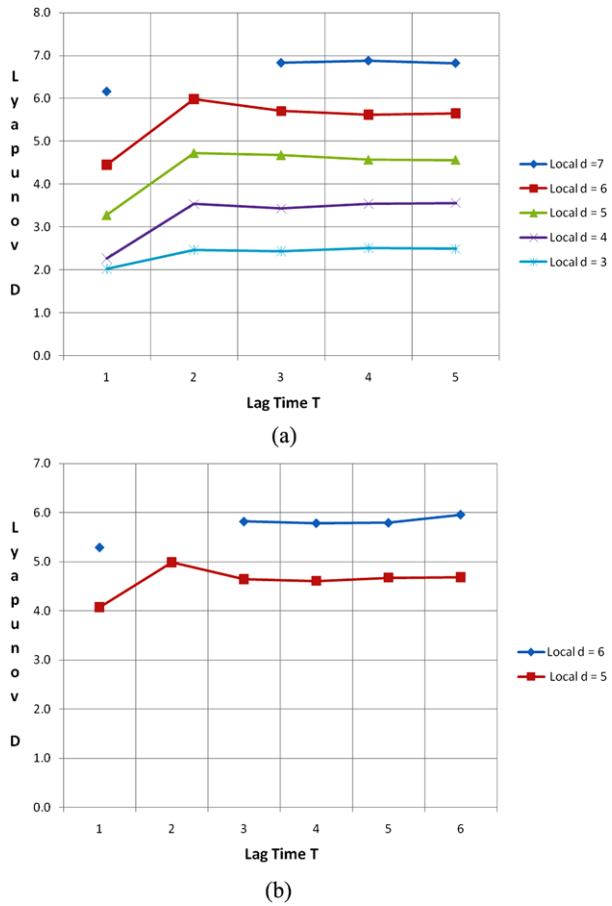 8.0
7.0
6.0
5.0
4.0
3.0
2.0
1.0
0.0
Lyapunov D
1 2 3 4 5
Lag Time T
Local d =7
Local d = 6
Local d = 5
Local d = 4
Local d = 3
(a)
7.0
6.0
5.0
4.0
3.0
2.0
1.0
0.0
Lyapunov D
1 2 3 4 5 6
Lag Time T
Local d = 6
Local d = 5
(b)